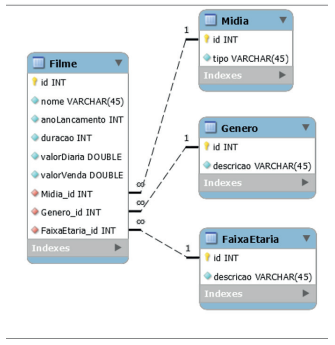 Filme
id INT
nome VARCHAR(45)
anoLancamento INT
duracao INT
valorDiaria DOUBLE
valorVenda DOUBLE
Midia_id INT
Genero_id INT
FaixaEtaria_id INT
Indexes
∞
∞
∞
1
Midia
id INT
tipo VARCHAR(45)
Indexes
1
Genero
id INT
descricao VARCHAR(45)
Indexes
1
FaixaEtaria
id INT
descricao VARCHAR(45)
Indexes